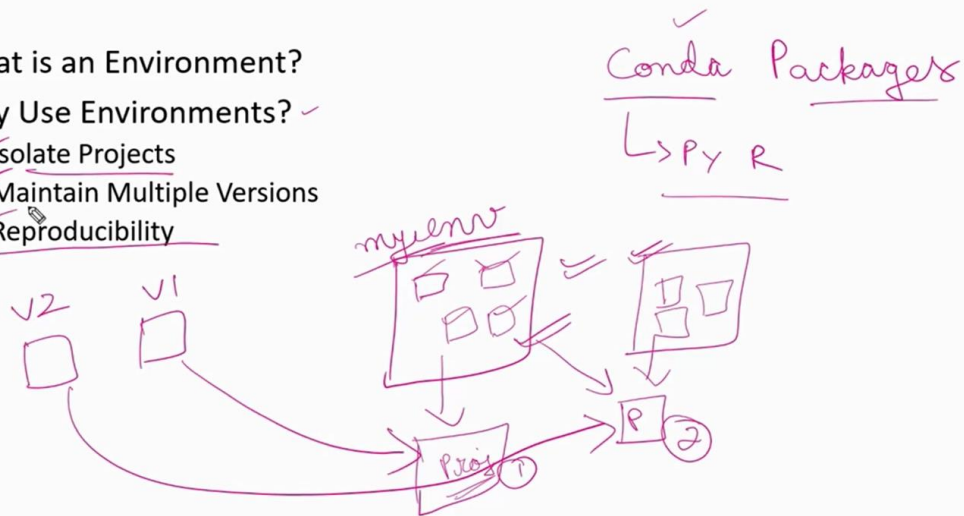 at is an Environment?
y Use Environments?
solate Projects
Maintain Multiple Versions
Reproducibility
Conda Packages
Py R
myenv
V2
V1
Proj
1
P
2